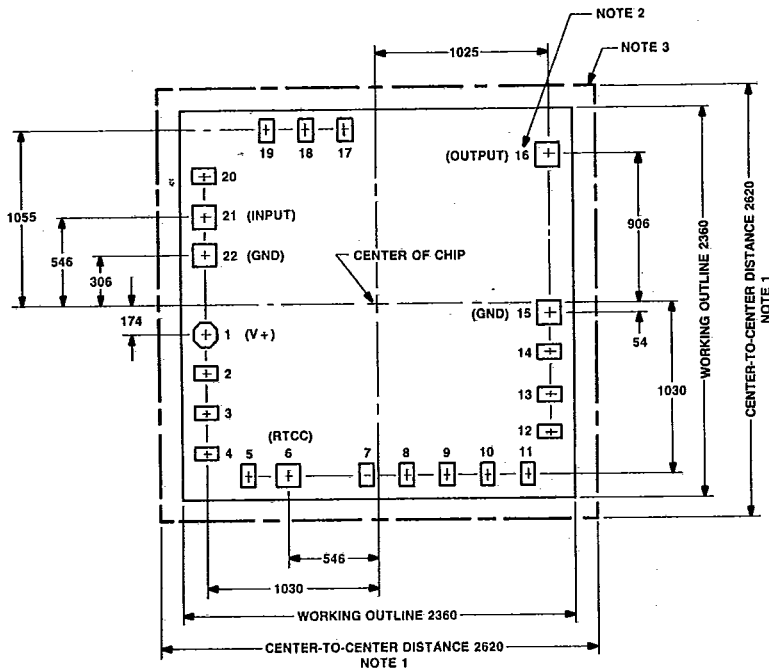 NOTE 2
1025
NOTE 3
19 18 17
(OUTPUT) 16
20
21 (INPUT)
22 (GND)
1055
546
306
174
906
CENTER OF CHIP
(GND) 15
1 (V+)
54
14
2
1030
13
3
12
(RTCC)
4
5 6 7 8 9 10 11
WORKING OUTLINE 2360
CENTER-TO-CENTER DISTANCE 2620
NOTE 1
546
1030
WORKING OUTLINE 2360
CENTER-TO-CENTER DISTANCE 2620
NOTE 1